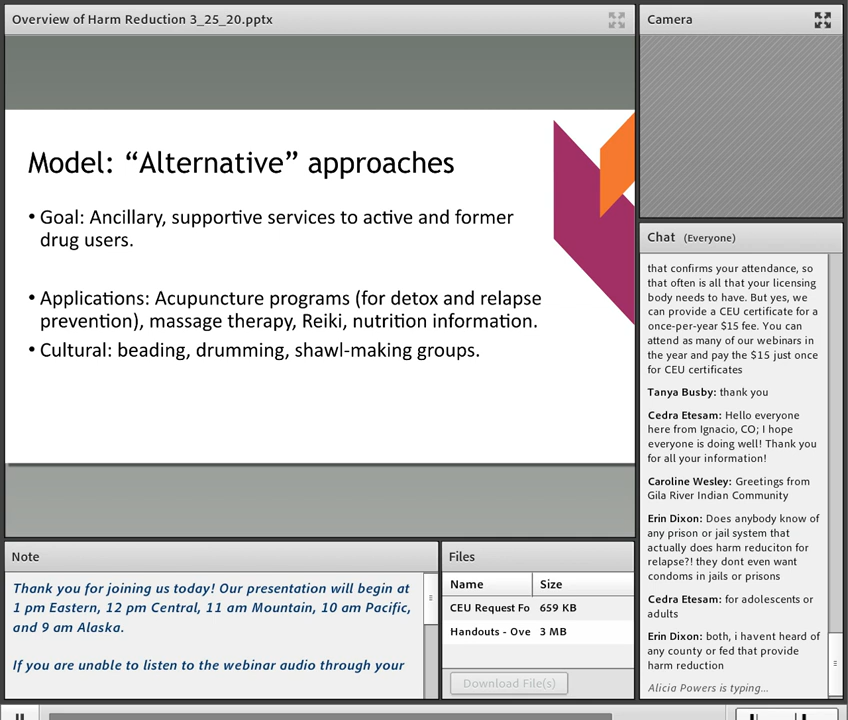 Overview of Harm Reduction 3_25_20.pptx
Model: “Alternative” approaches
• Goal: Ancillary, supportive services to active and former
drug users.
• Applications: Acupuncture programs (for detox and relapse
prevention), massage therapy, Reiki, nutrition information.
• Cultural: beading, drumming, shawl-making groups.
Note
Thank you for joining us today! Our presentation will begin at
1 pm Eastern, 12 pm Central, 11 am Mountain, 10 am Pacific,
and 9 am Alaska.
If you are unable to listen to the webinar audio through your
Files
Name Size
CEU Request Fo 659 KB
Handouts - Ove 3 MB
Download File(s)
Camera
Chat (Everyone)
that confirms your attendance, so
that often is all that your licensing
body needs to have. But yes, we
can provide a CEU certificate for a
once-per-year $15 fee. You can
attend as many of our webinars in
the year and pay the $15 just once
for CEU certificates
Tanya Busby: thank you
Cedra Etesam: Hello everyone
here from Ignacio, CO; I hope
everyone is doing well! Thank you
for all your information!
Caroline Wesley: Greetings from
Gila River Indian Community
Erin Dixon: Does anybody know of
any prison or jail system that
actually does harm reduciton for
relapse?! they dont even want
condoms in jails or prisons
Cedra Etesam: for adolescents or
adults
Erin Dixon: both, i havent heard of
any county or fed that provide
harm reduction
Alicia Powers is typing...